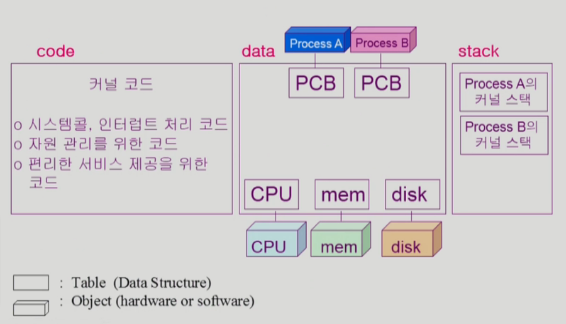 code
커널 코드
o 시스템콜, 인터럽트 처리 코드
o 자원 관리를 위한 코드
o 편리한 서비스 제공을 위한
코드
data
Process A
Process B
PCB
PCB
CPU
mem
disk
CPU
mem
disk
stack
Process A의
커널 스택
Process B의
커널 스택
: Table (Data Structure)
: Object (hardware or software)